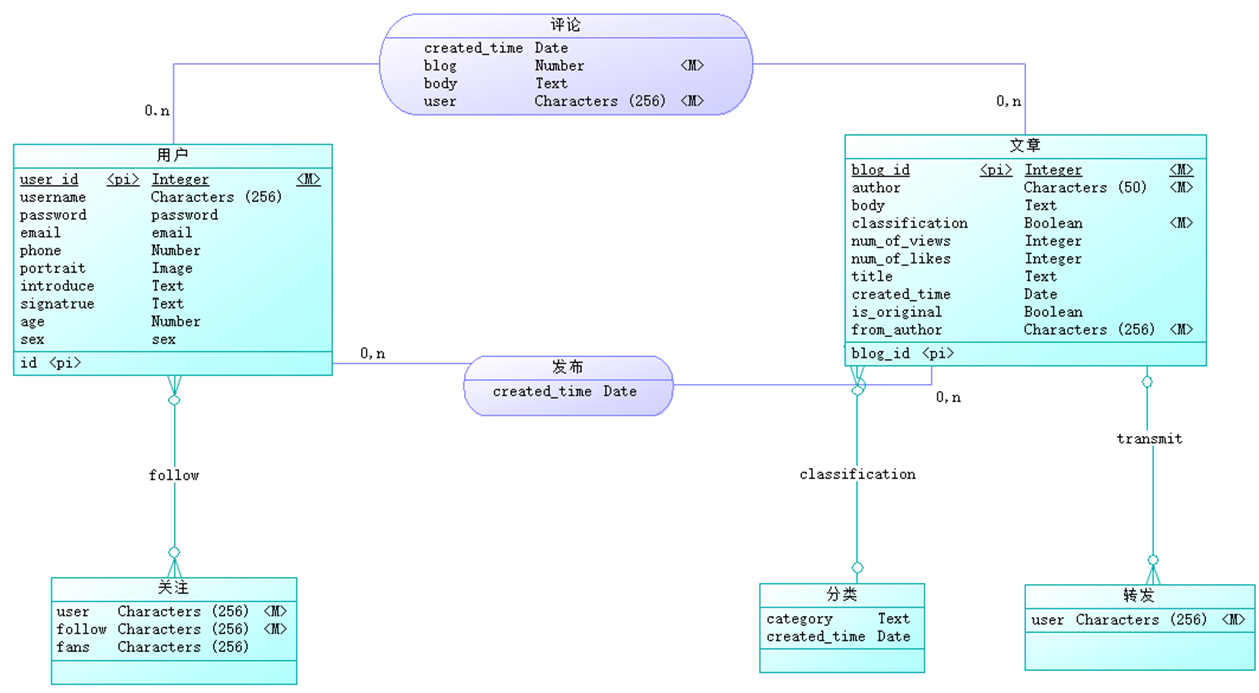 评论
created_time Date
blog Number <M>
body Text
user Characters (256) <M>
0,n
0,n
用户
user_id <pi> Integer <M>
username Characters (256)
password password
email email
phone Number
portrait Image
introduce Text
signatrue Text
age Number
sex sex
id <pi>
文章
blog_id <pi> Integer <M>
author Characters (50) <M>
body Text
classification Boolean <M>
num_of_views Integer
num_of_likes Integer
title Text
created_time Date
is_original Boolean
from_author Characters (256) <M>
blog_id <pi>
0,n
发布
created_time Date
0,n
follow
classification
transmit
关注
user Characters (256) <M>
follow Characters (256) <M>
fans Characters (256)
分类
category Text
created_time Date
转发
user Characters (256) <M>